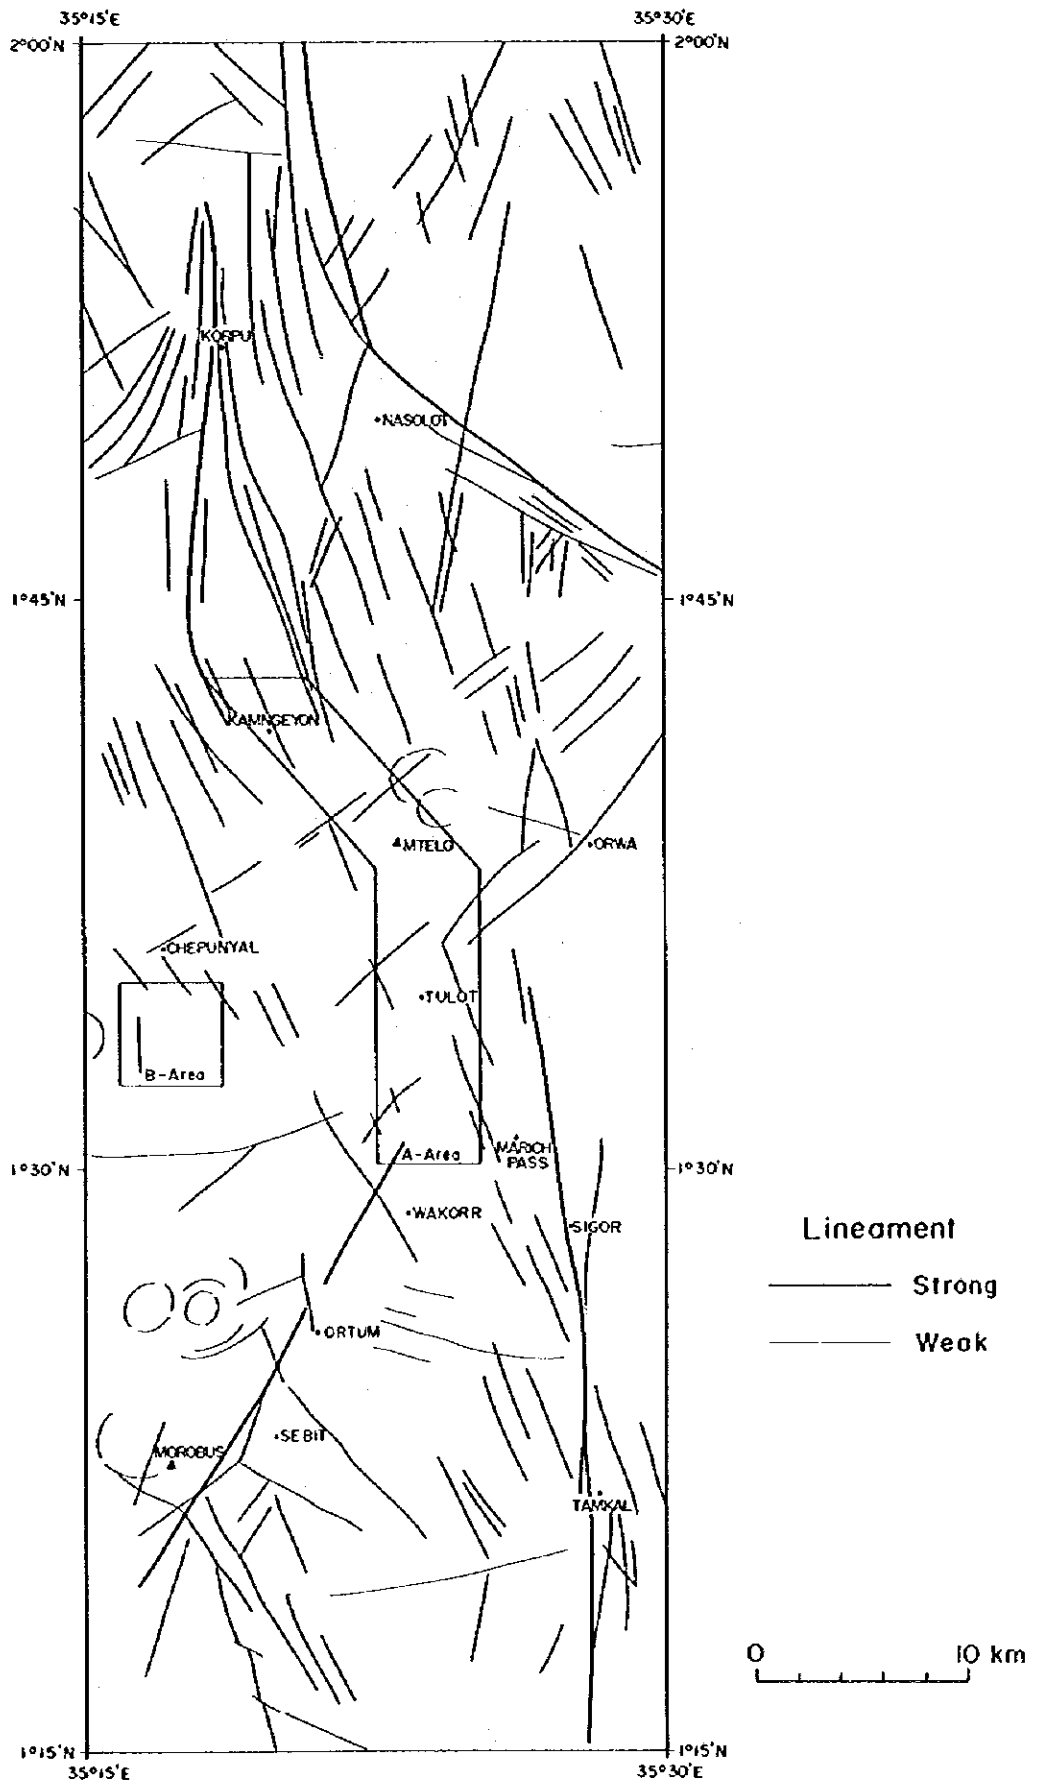 35°15'E
35°30'E
2°00'N
2°00'N
KORPU
NASOLOT
1°45'N
1°45'N
KAMNGEYON
MTELO
ORWA
CHEPUNYAL
TULOT
B-Area
MARICH
PASS
A-Area
1°30'N
1°30'N
WAKORR
SIGOR
Lineament
Strong
ORTUM
Weak
SEBIT
MOROBUS
TAMKAL
0 10 km
1°15'N
1°15'N
35°15'E
35°30'E